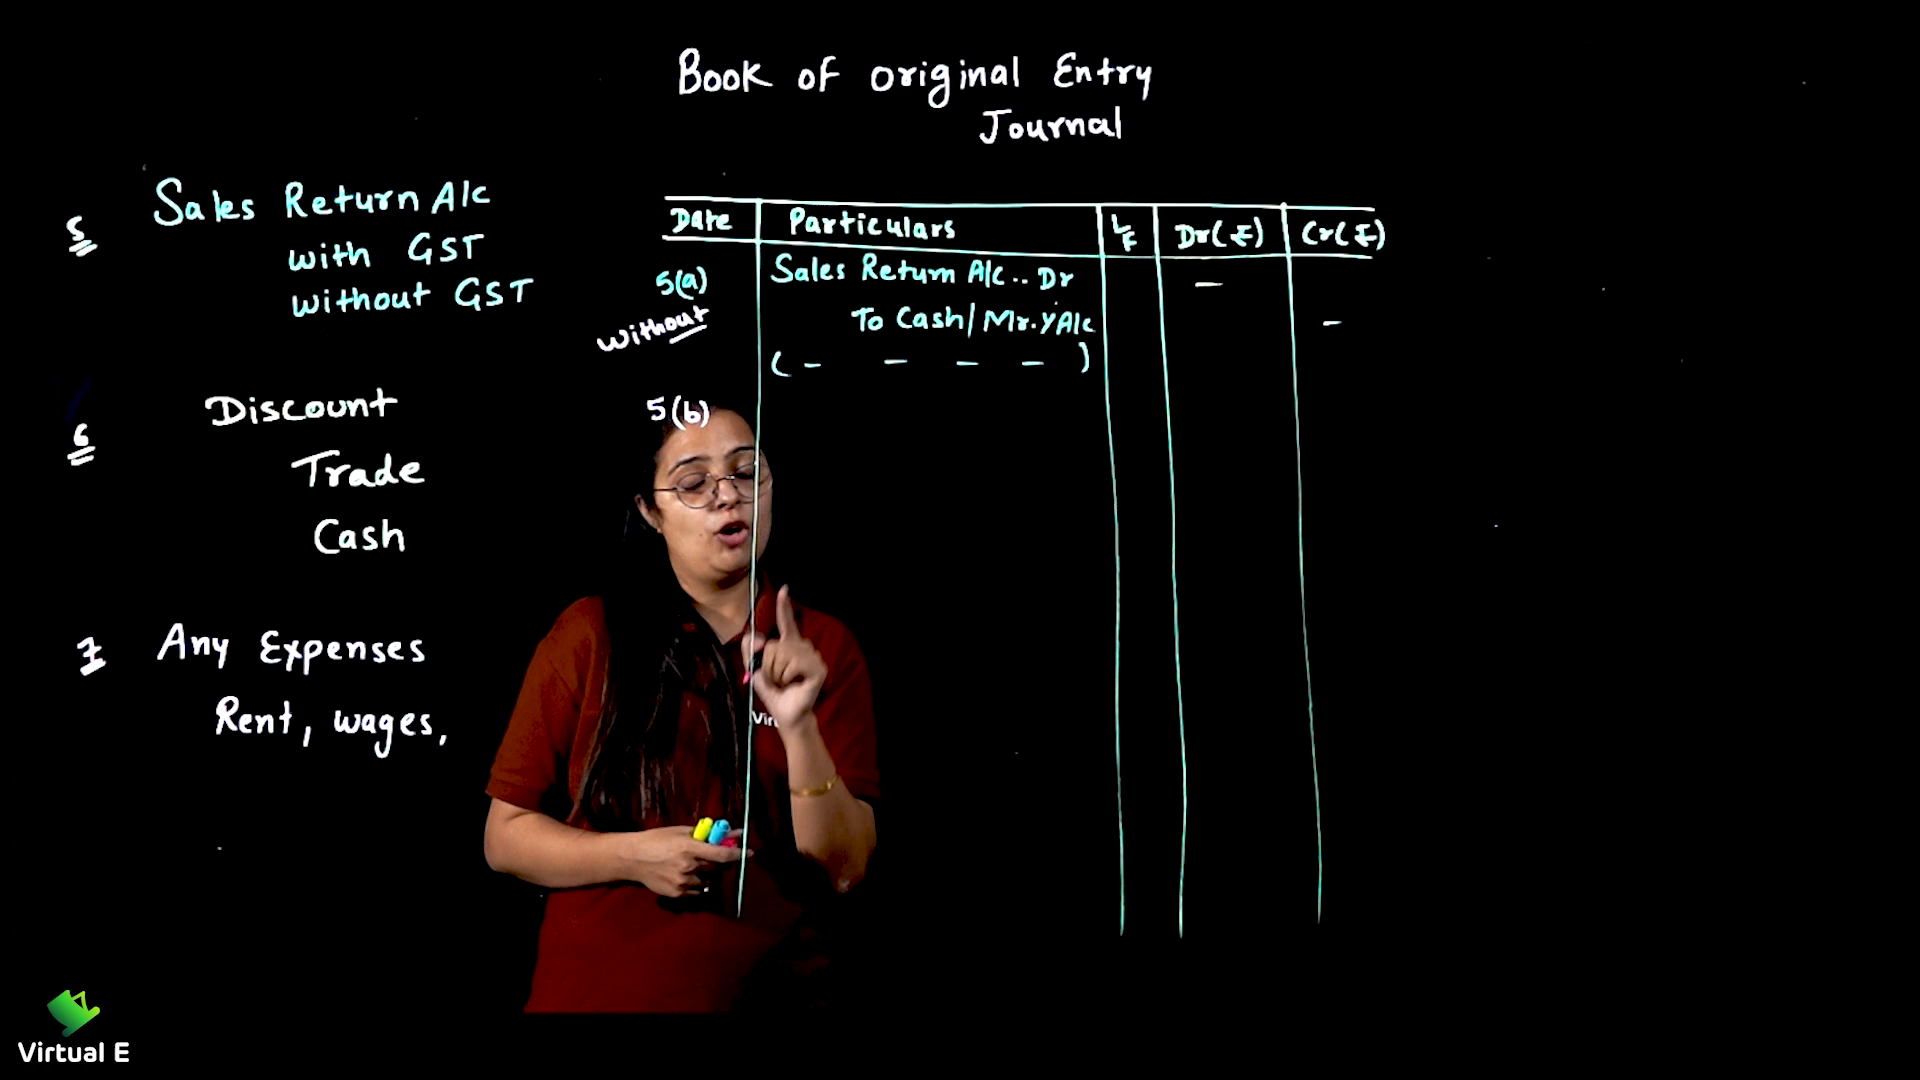 Book of original Entry
Journal
5
Sales Return A/c
with GST
without GST
6
Discount
Trade
Cash
7
Any Expenses
Rent, wages,
Date Particulars L F Dr(₹) Cr(₹)
5(a) Sales Return A/c.. Dr -
without To Cash/Mr.Y A/c -
( - - - - )
5(b)
Virtual E